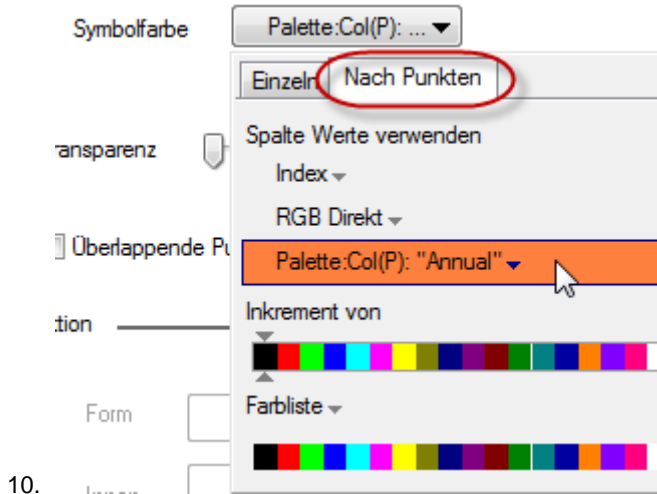 Symbolfarbe Palette:Col(P): ...
Einzeln Nach Punkten
ransparenz Spalte Werte verwenden
Index
RGB Direkt
Überlappende Pu Palette:Col(P): "Annual"
Inkrement von
ktion
Farbliste
Form
10.